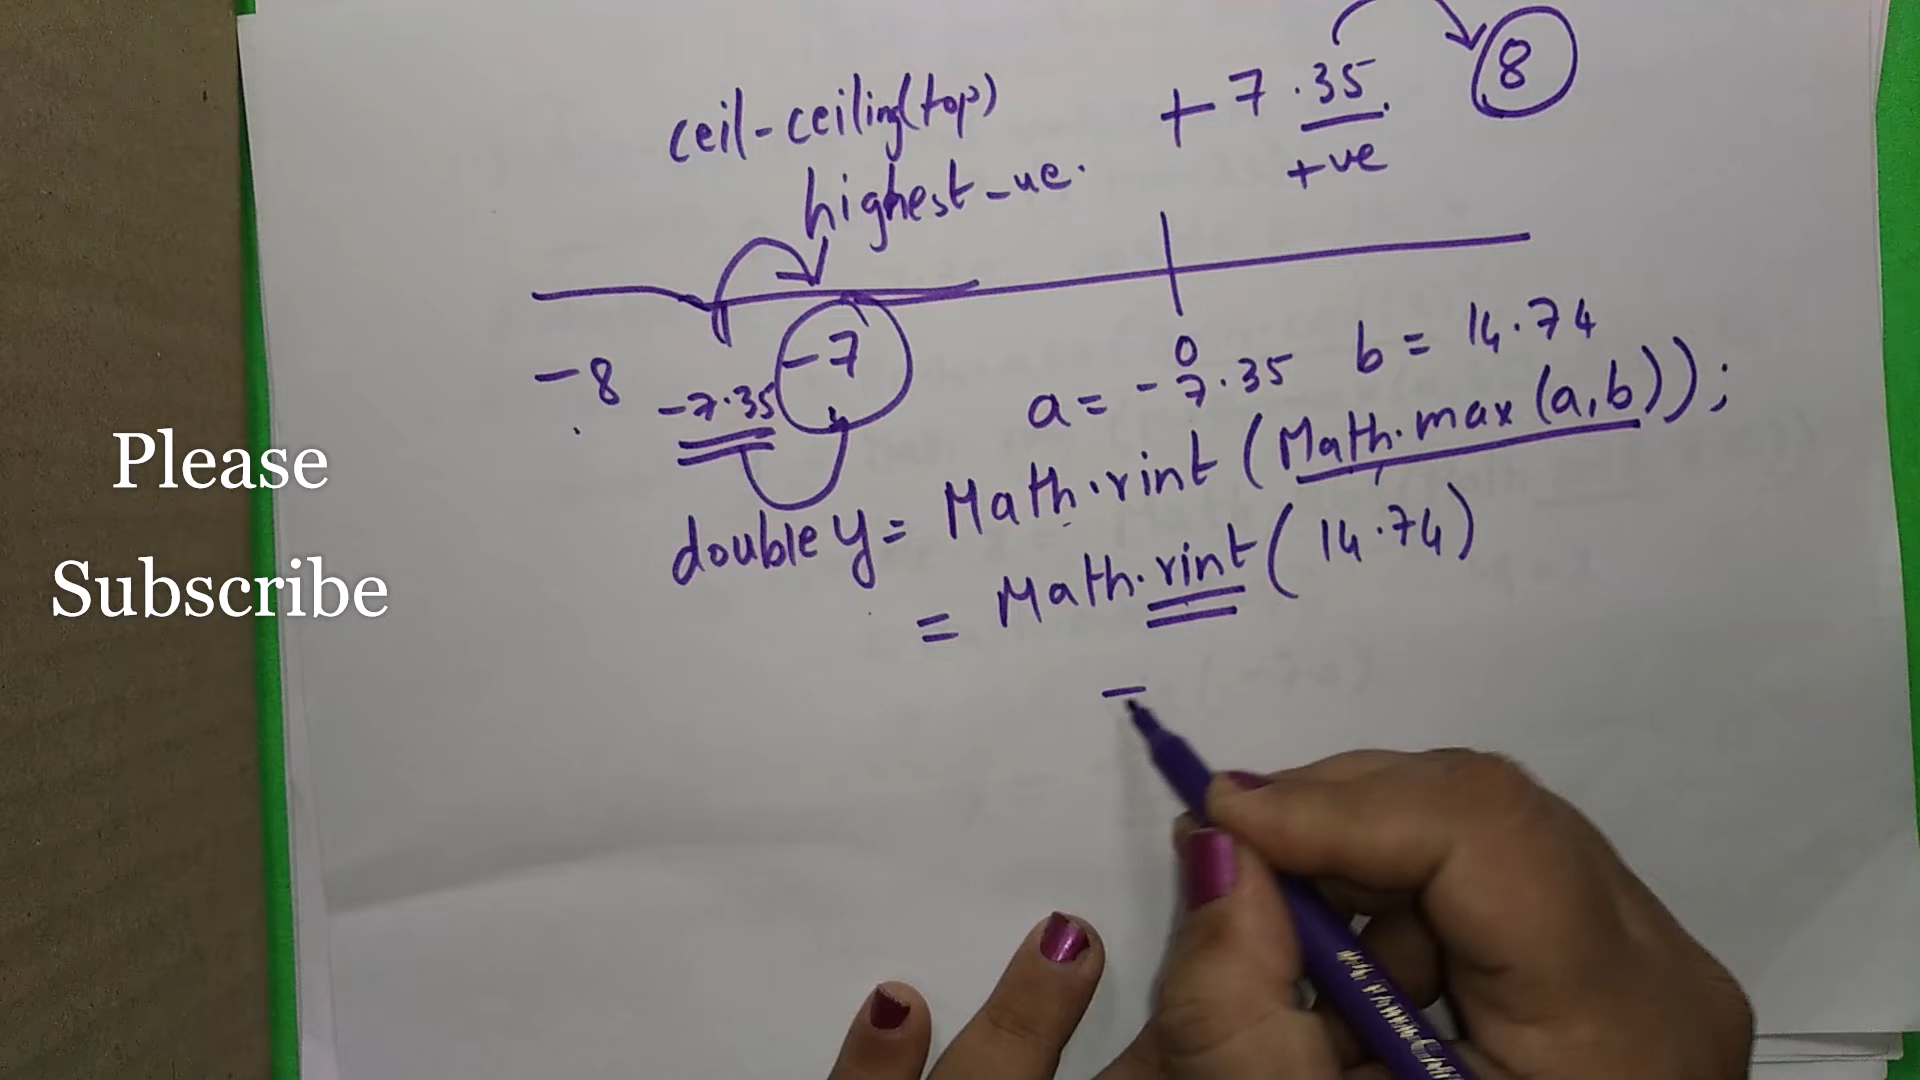 +7.35 8
ceil-ceiling(top)
+ve
highest -ve.
0
-8 -7.35 -7
a = -7.35 b = 14.74
double y = Math.rint (Math.max (a,b));
= Math.rint (14.74)
Please
Subscribe